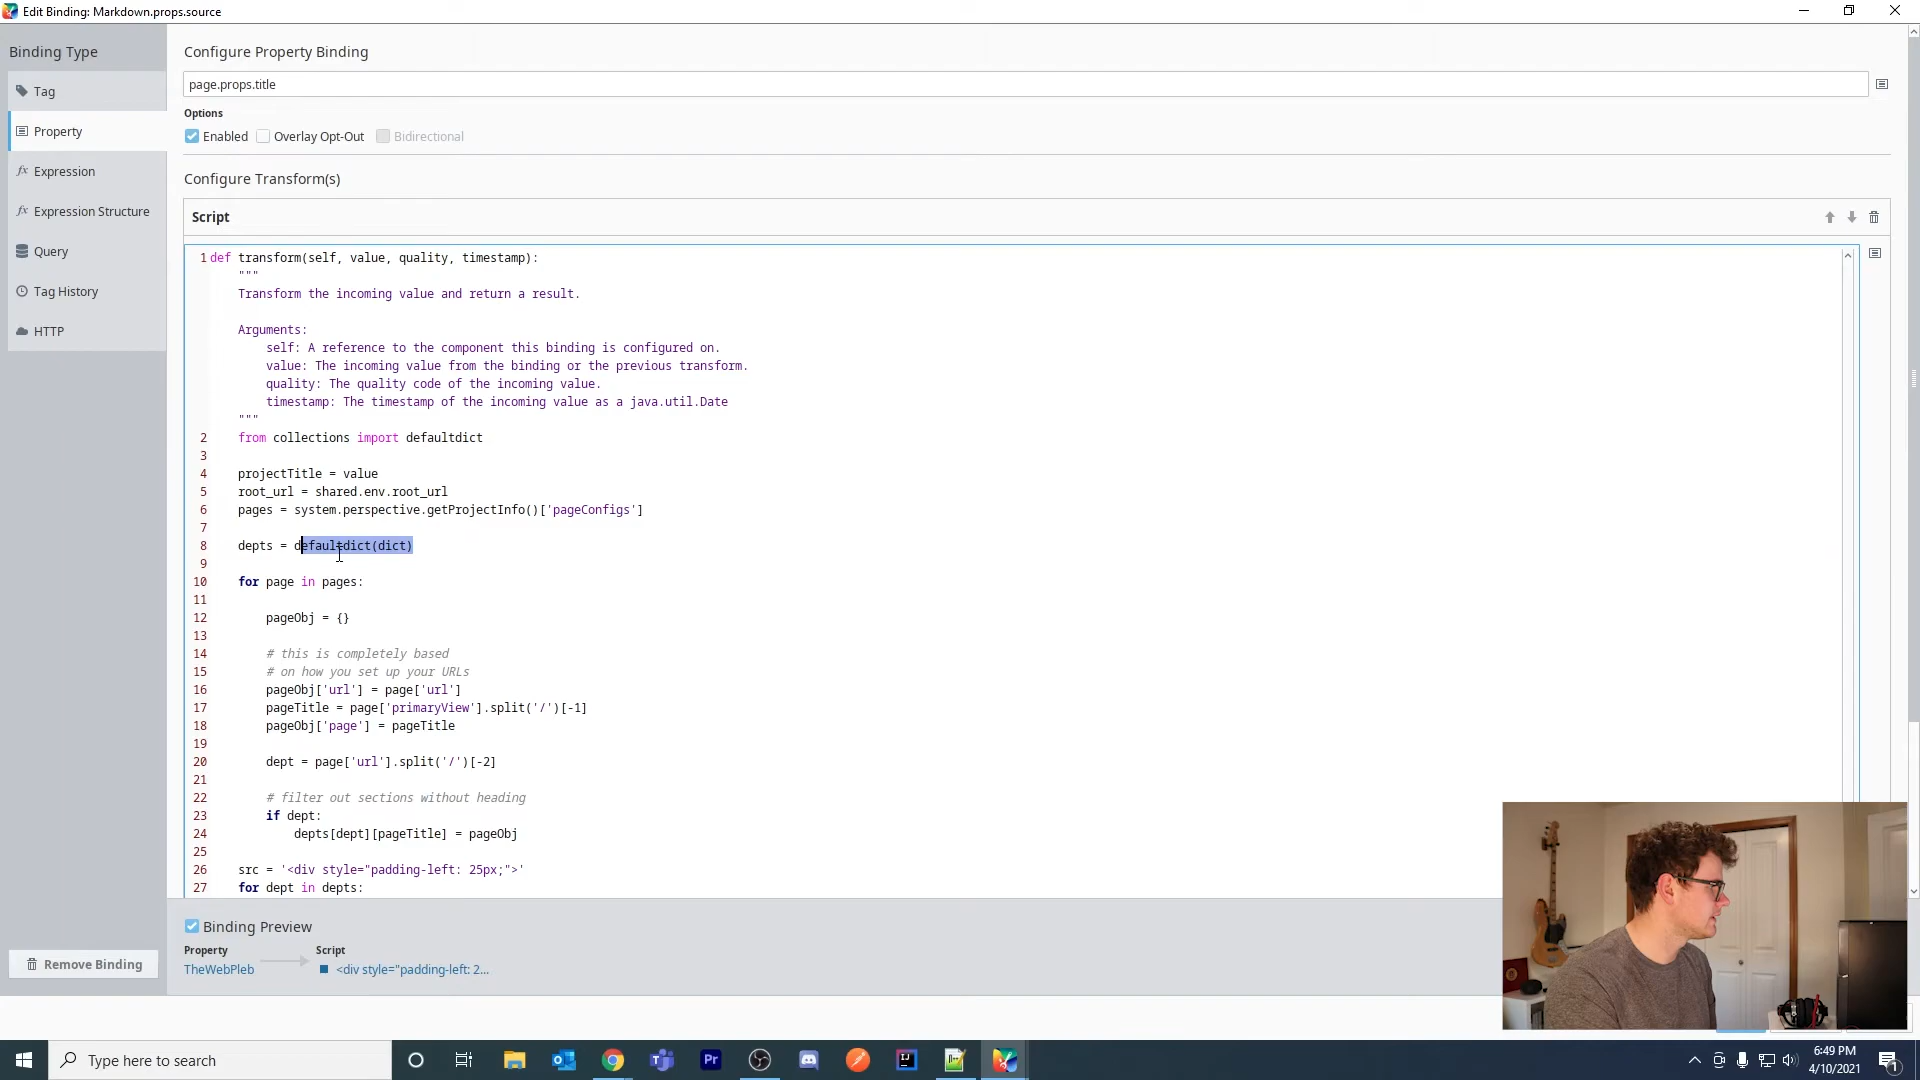 Edit Binding: Markdown.props.source
Binding Type
Tag
Property
Expression
Expression Structure
Query
Tag History
HTTP
Remove Binding
Configure Property Binding
page.props.title
Options
Enabled Overlay Opt-Out Bidirectional
Configure Transform(s)
Script
1 def transform(self, value, quality, timestamp):
"""
Transform the incoming value and return a result.
Arguments:
self: A reference to the component this binding is configured on.
value: The incoming value from the binding or the previous transform.
quality: The quality code of the incoming value.
timestamp: The timestamp of the incoming value as a java.util.Date
"""
2 from collections import defaultdict
3
4 projectTitle = value
5 root_url = shared.env.root_url
6 pages = system.perspective.getProjectInfo()['pageConfigs']
7
8 depts = defaultdict(dict)
9
10 for page in pages:
11
12 pageObj = {}
13
14 # this is completely based
15 # on how you set up your URLs
16 pageObj['url'] = page['url']
17 pageTitle = page['primaryView'].split('/')[-1]
18 pageObj['page'] = pageTitle
19
20 dept = page['url'].split('/')[-2]
21
22 # filter out sections without heading
23 if dept:
24 depts[dept][pageTitle] = pageObj
25
26 src = '<div style="padding-left: 25px;">'
27 for dept in depts:
Binding Preview
Property Script
TheWebPleb <div style="padding-left: 2...
Type here to search
6:49 PM
4/10/2021